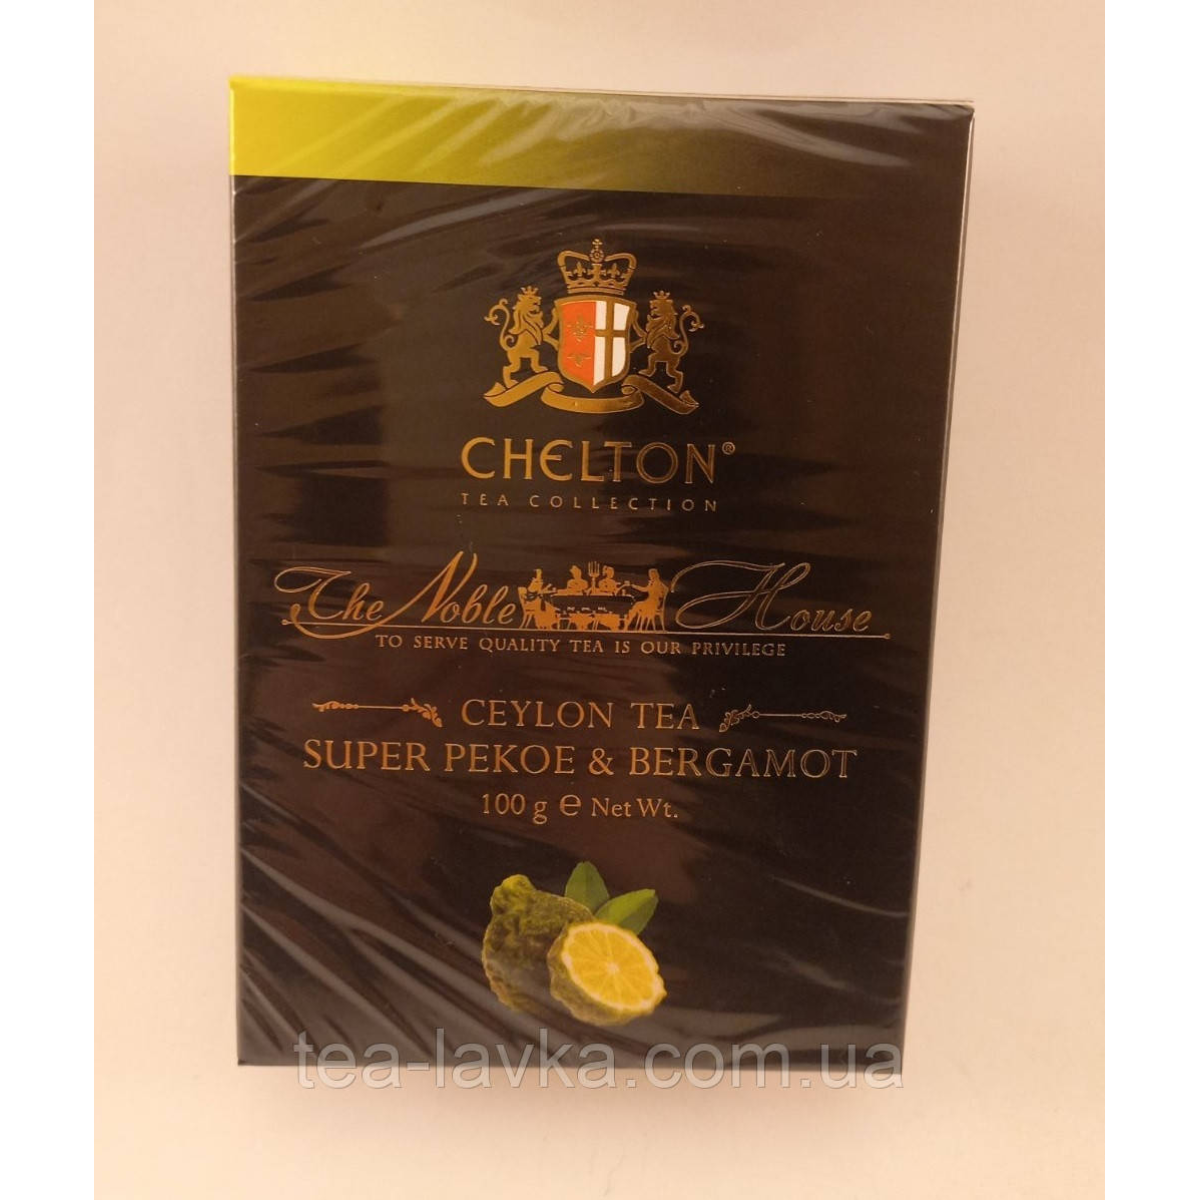 CHELTON®
TEA COLLECTION
The Noble House
TO SERVE QUALITY TEA IS OUR PRIVILEGE
CEYLON TEA
SUPER PEKOE & BERGAMOT
100 g ℮ Net Wt.
tea-lavka.com.ua